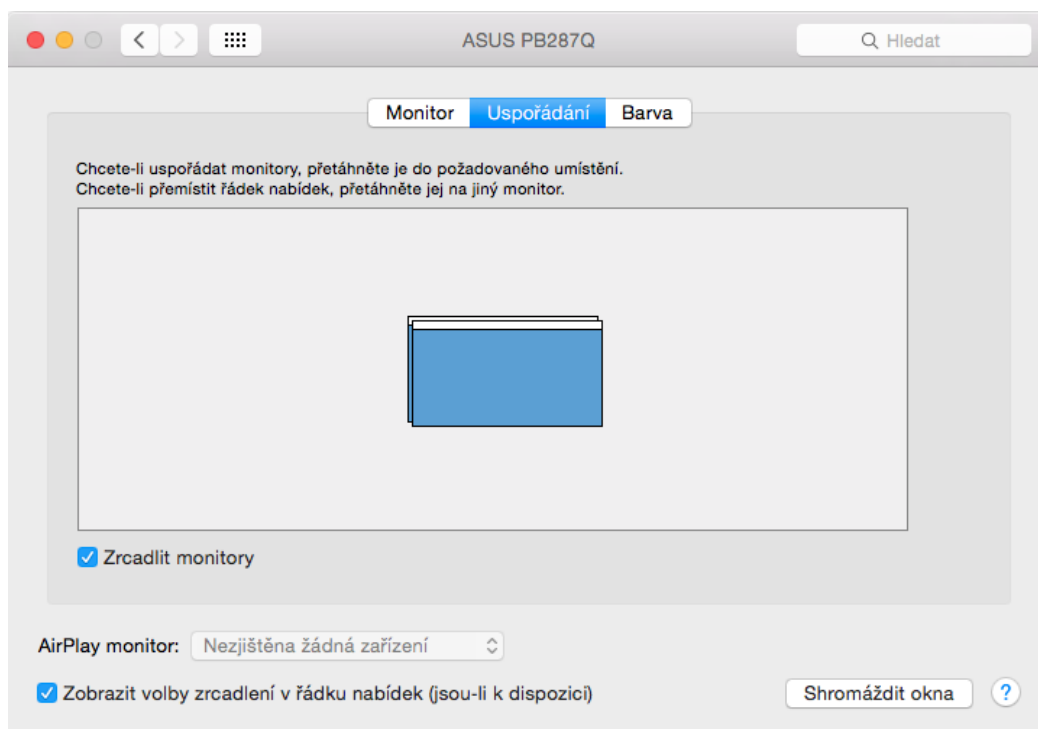 ASUS PB287Q
Hledat
Monitor
Uspořádání
Barva
Chcete-li uspořádat monitory, přetáhněte je do požadovaného umístění.
Chcete-li přemístit řádek nabídek, přetáhněte jej na jiný monitor.
Zrcadlit monitory
AirPlay monitor: Nezjištěna žádná zařízení
Zobrazit volby zrcadlení v řádku nabídek (jsou-li k dispozici)
Shromáždit okna
?